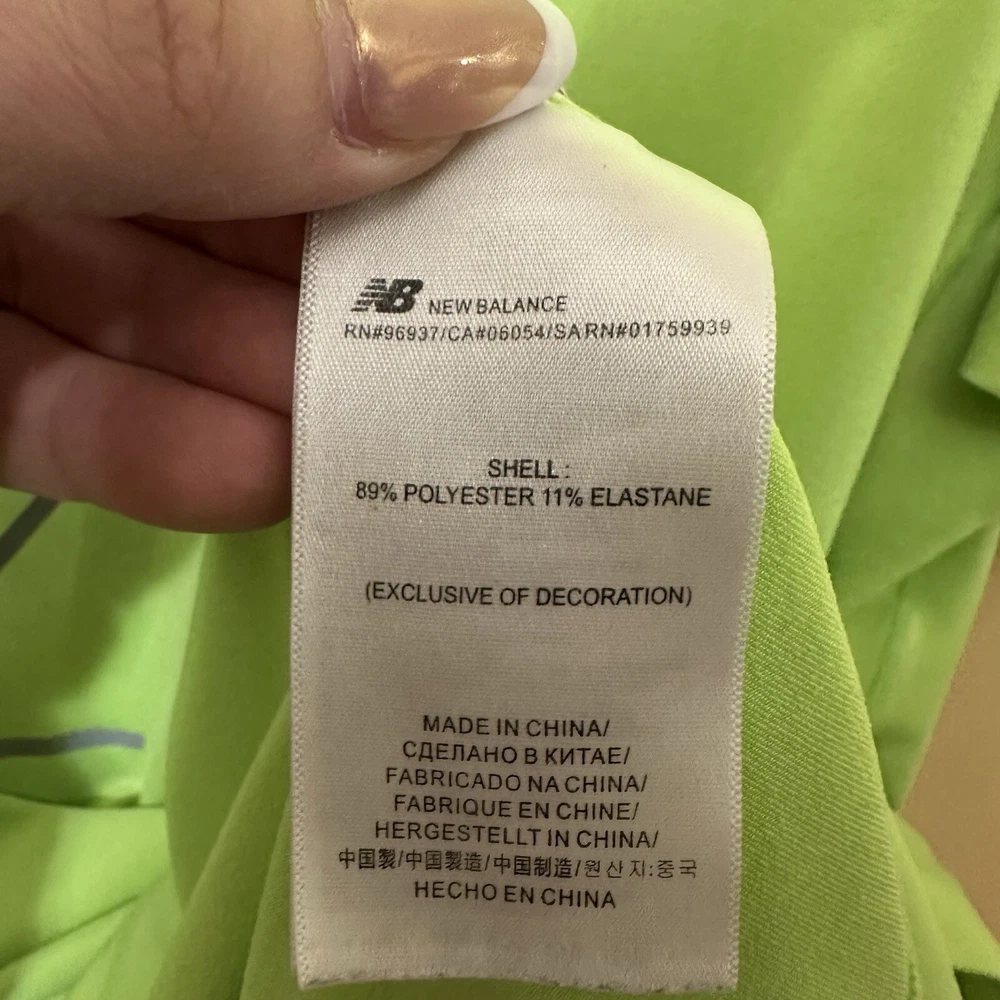 NB NEW BALANCE
RN#96937/CA#06054/SARN#01759939
SHELL :
89% POLYESTER 11% ELASTANE
(EXCLUSIVE OF DECORATION)
MADE IN CHINA/
СДЕЛАНО В КИТАЕ/
FABRICADO NA CHINA/
FABRIQUE EN CHINE/
HERGESTELLT IN CHINA/
中国製/中国製造/中国制造/원산지:중국
HECHO EN CHINA